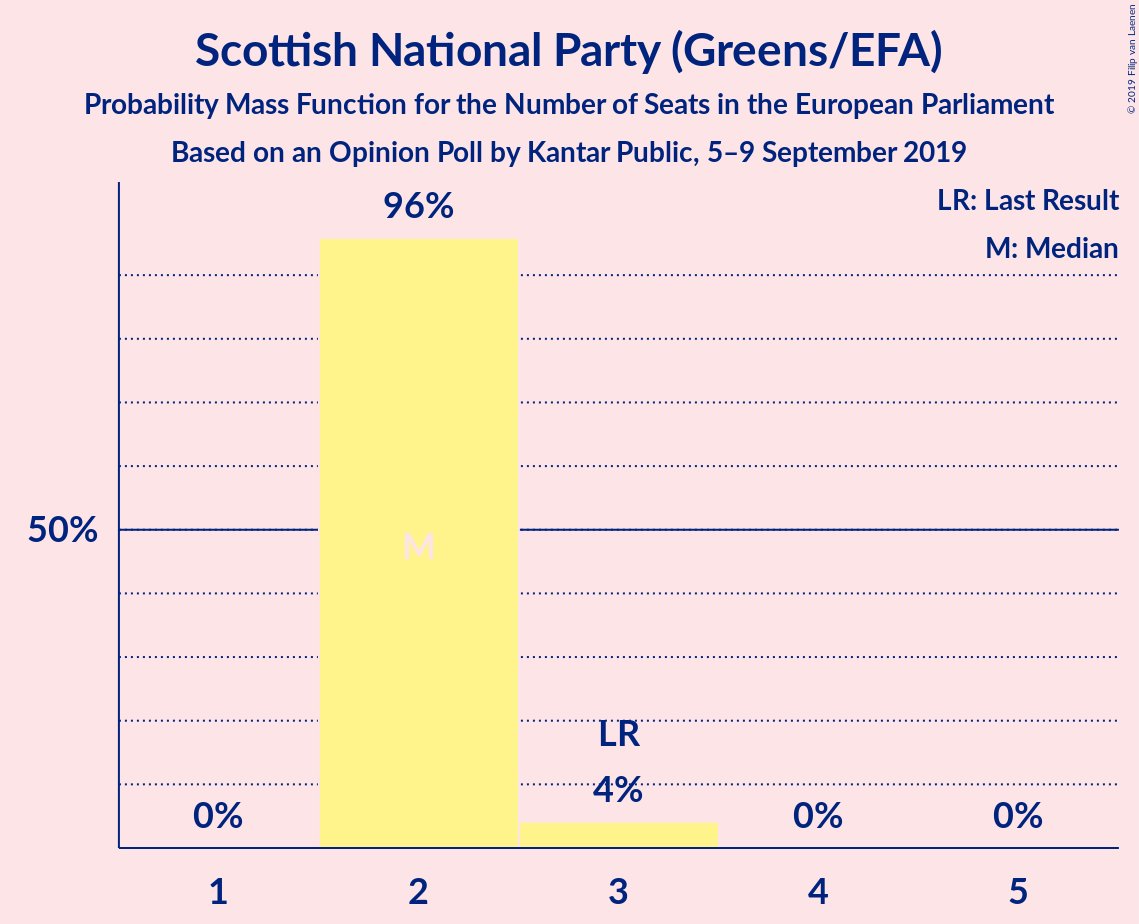 Scottish National Party (Greens/EFA)
Probability Mass Function for the Number of Seats in the European Parliament
Based on an Opinion Poll by Kantar Public, 5–9 September 2019
© 2019 Filip van Laenen
LR: Last Result
M: Median
96%
50%
M
LR
4%
0%
0%
0%
1
2
3
4
5